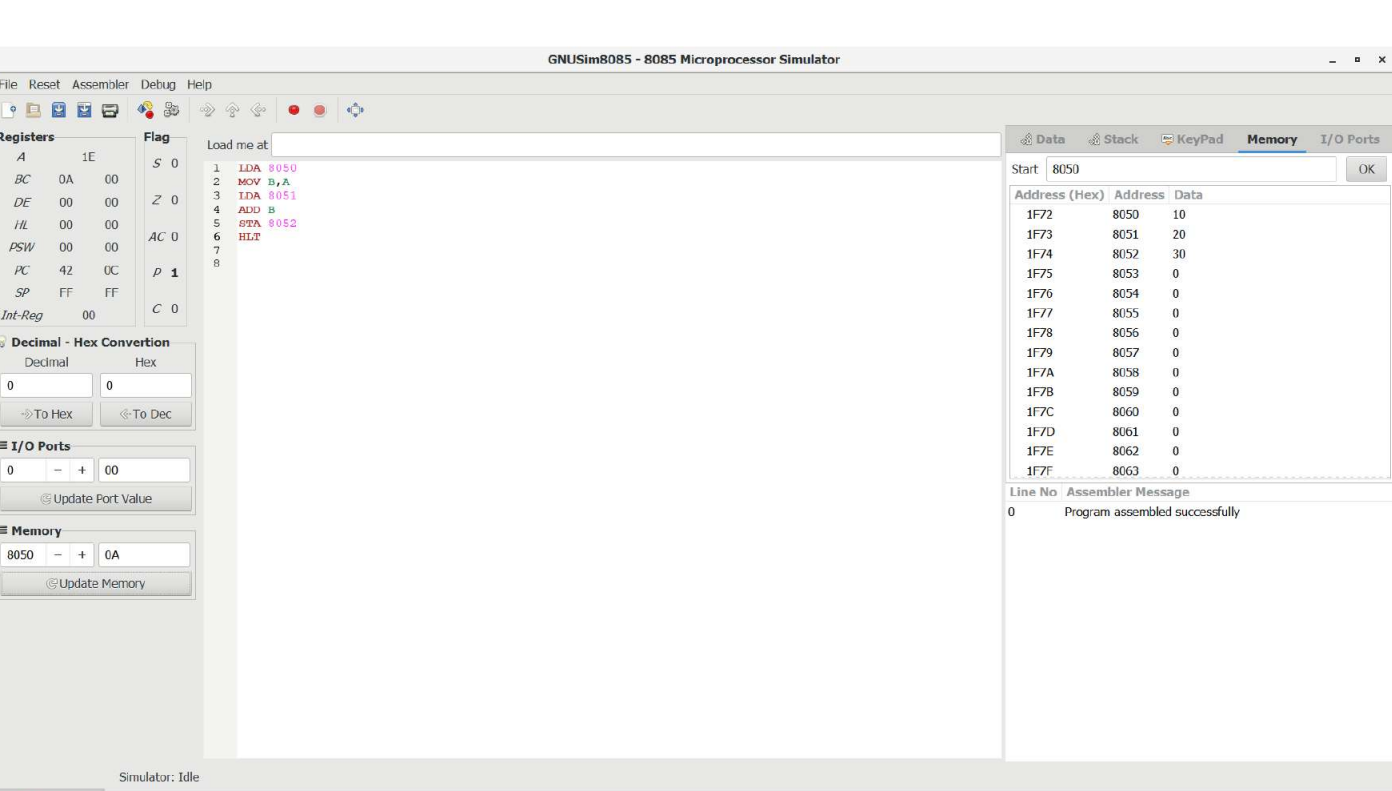 GNUSim8085 - 8085 Microprocessor Simulator
File Reset Assembler Debug Help
Registers
A 1E
BC 0A 00
DE 00 00
HL 00 00
PSW 00 00
PC 42 0C
SP FF FF
Int-Reg 00
Flag
S 0
Z 0
AC 0
P 1
C 0
Decimal - Hex Convertion
Decimal Hex
0 0
To Hex To Dec
I/O Ports
0 - + 00
Update Port Value
Memory
8050 - + 0A
Update Memory
Load me at
1 LDA 8050
2 MOV B,A
3 LDA 8051
4 ADD B
5 STA 8052
6 HLT
7
8
Data Stack KeyPad Memory I/O Ports
Start 8050 OK
Address (Hex) Address Data
1F72 8050 10
1F73 8051 20
1F74 8052 30
1F75 8053 0
1F76 8054 0
1F77 8055 0
1F78 8056 0
1F79 8057 0
1F7A 8058 0
1F7B 8059 0
1F7C 8060 0
1F7D 8061 0
1F7E 8062 0
1F7F 8063 0
Line No Assembler Message
0 Program assembled successfully
Simulator: Idle